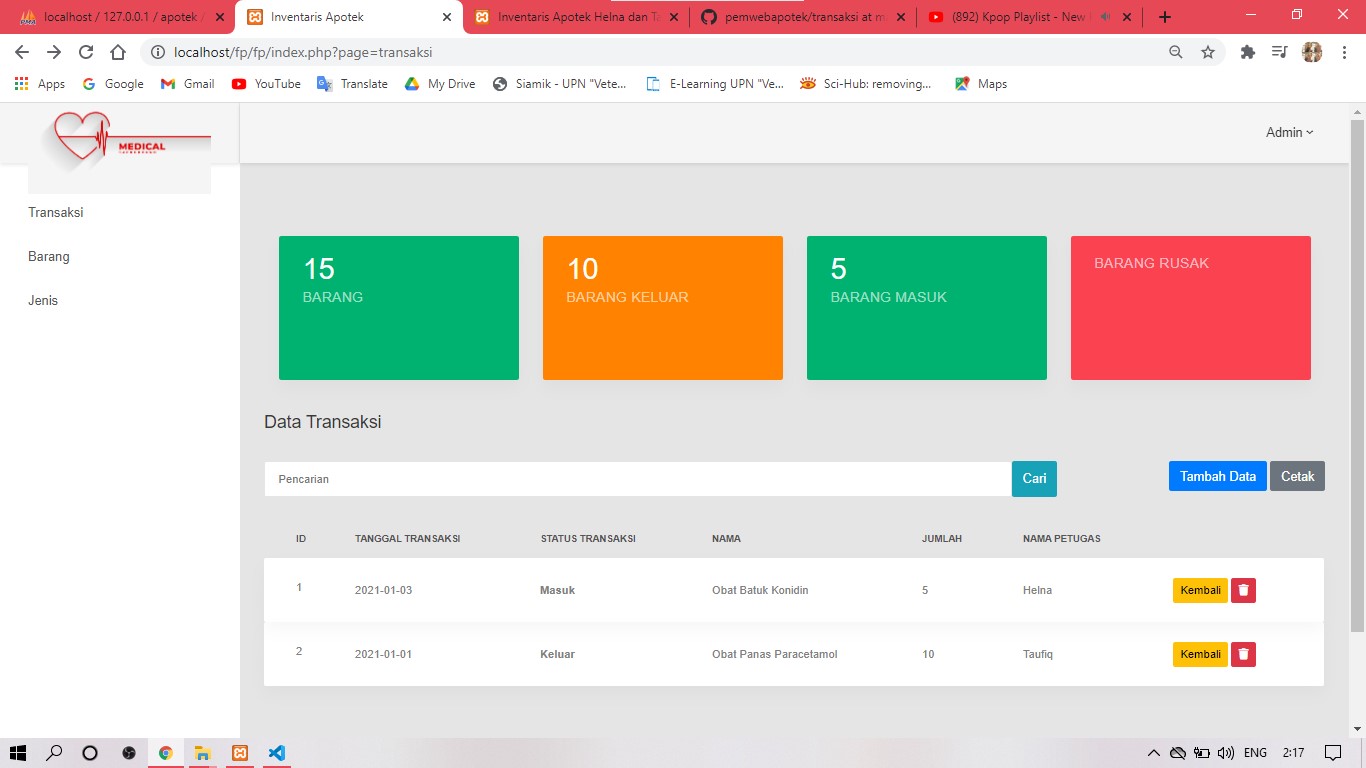 localhost / 127.0.0.1 / apotek /
Inventaris Apotek
Inventaris Apotek Helna dan Ta
pemwebapotek/transaksi at m
(892) Kpop Playlist - New
localhost/fp/fp/index.php?page=transaksi
Apps
Google
Gmail
YouTube
Translate
My Drive
Siamik - UPN "Vete...
E-Learning UPN "Ve...
Sci-Hub: removing...
Maps
MEDICAL
Admin
Transaksi
Barang
Jenis
15
BARANG
10
BARANG KELUAR
5
BARANG MASUK
BARANG RUSAK
Data Transaksi
Pencarian
Cari
Tambah Data
Cetak
ID TANGGAL TRANSAKSI STATUS TRANSAKSI NAMA JUMLAH NAMA PETUGAS
1 2021-01-03 Masuk Obat Batuk Konidin 5 Helna Kembali
2 2021-01-01 Keluar Obat Panas Paracetamol 10 Taufiq Kembali
ENG
2:17